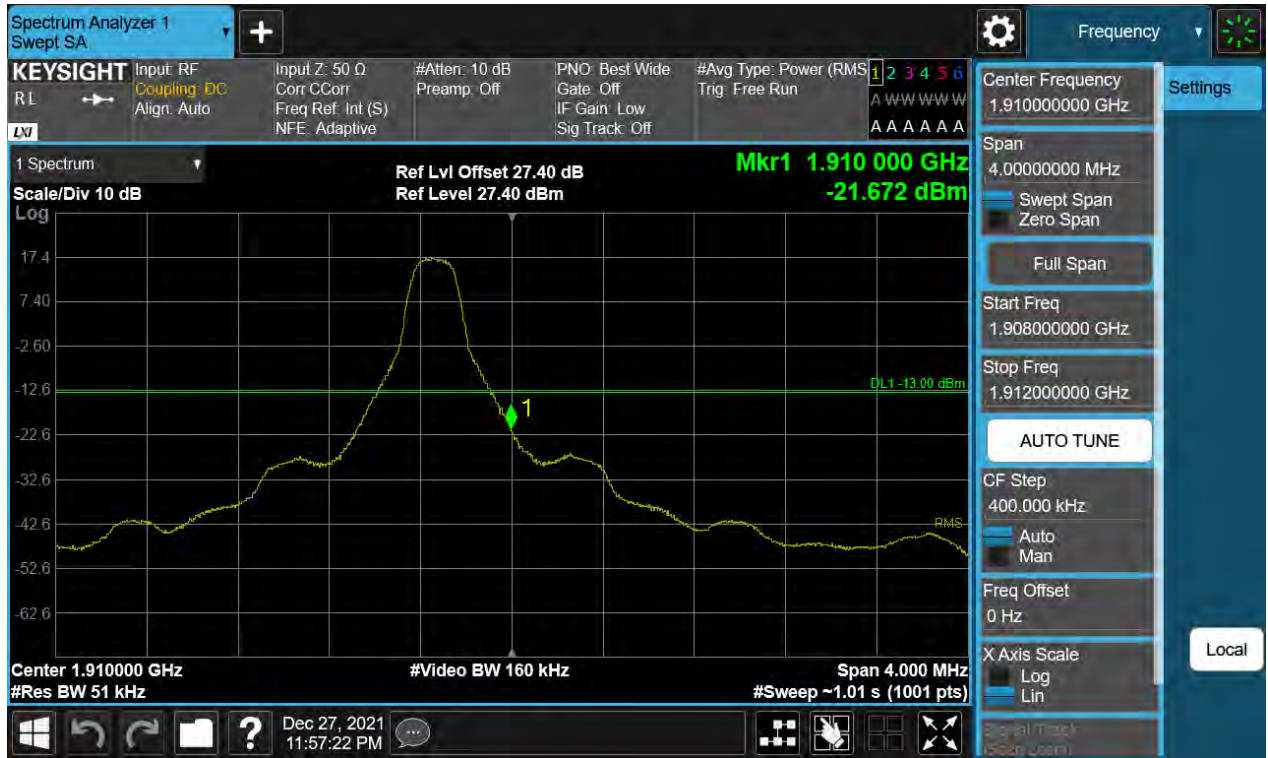 Spectrum Analyzer 1
Swept SA
+
Frequency
KEYSIGHT
RL
LXI
Input: RF
Coupling: DC
Align: Auto
Input Z: 50 Ω
Corr CCorr
Freq Ref: Int (S)
NFE: Adaptive
#Atten: 10 dB
Preamp: Off
PNO: Best Wide
Gate: Off
IF Gain: Low
Sig Track: Off
#Avg Type: Power (RMS
Trig: Free Run
1 2 3 4 5 6
A W W W W W
A A A A A A
1 Spectrum
Scale/Div 10 dB
Log
Ref Lvl Offset 27.40 dB
Ref Level 27.40 dBm
Mkr1 1.910 000 GHz
-21.672 dBm
17.4
7.40
-2.60
-12.6
-22.6
-32.6
-42.6
-52.6
-62.6
DL1 -13.00 dBm
1
RMS
Center 1.910000 GHz
#Res BW 51 kHz
#Video BW 160 kHz
Span 4.000 MHz
#Sweep ~1.01 s (1001 pts)
Center Frequency
1.910000000 GHz
Span
4.00000000 MHz
Swept Span
Zero Span
Full Span
Start Freq
1.908000000 GHz
Stop Freq
1.912000000 GHz
AUTO TUNE
CF Step
400.000 kHz
Auto
Man
Freq Offset
0 Hz
X Axis Scale
Log
Lin
Signal Track
(Span Zoom)
Settings
Local
?
Dec 27, 2021
11:57:22 PM